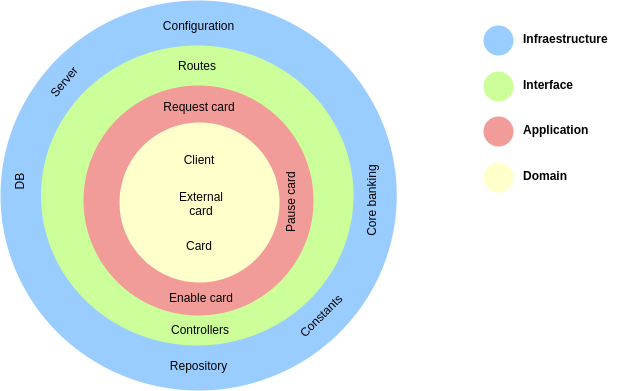 Configuration
Server
Routes
Request card
DB
Client
External
card
Card
Pause card
Core banking
Enable card
Controllers
Constants
Repository
Infraestructure
Interface
Application
Domain